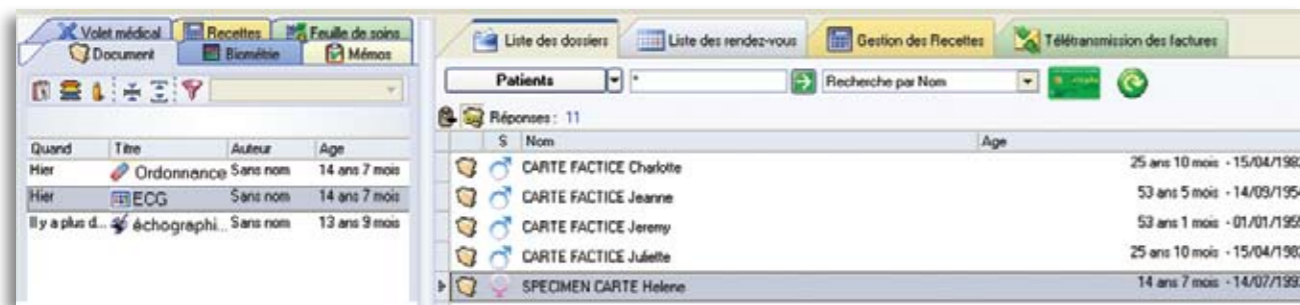 Volet médical Recettes Feuille de soins
Document Biométrie Mémos
Quand Titre Auteur Age
Hier Ordonnance Sans nom 14 ans 7 mois
Hier ECG Sans nom 14 ans 7 mois
Il y a plus d... échographi... Sans nom 13 ans 9 mois
Liste des dossiers Liste des rendez-vous Gestion des Recettes Télétransmission des factures
Patients * Recherche par Nom
Réponses : 11
S Nom Age
CARTE FACTICE Charlotte 25 ans 10 mois - 15/04/198
CARTE FACTICE Jeanne 53 ans 5 mois - 14/09/195
CARTE FACTICE Jeremy 53 ans 1 mois - 01/01/195
CARTE FACTICE Juliette 25 ans 10 mois - 15/04/198
SPECIMEN CARTE Helene 14 ans 7 mois - 14/07/199